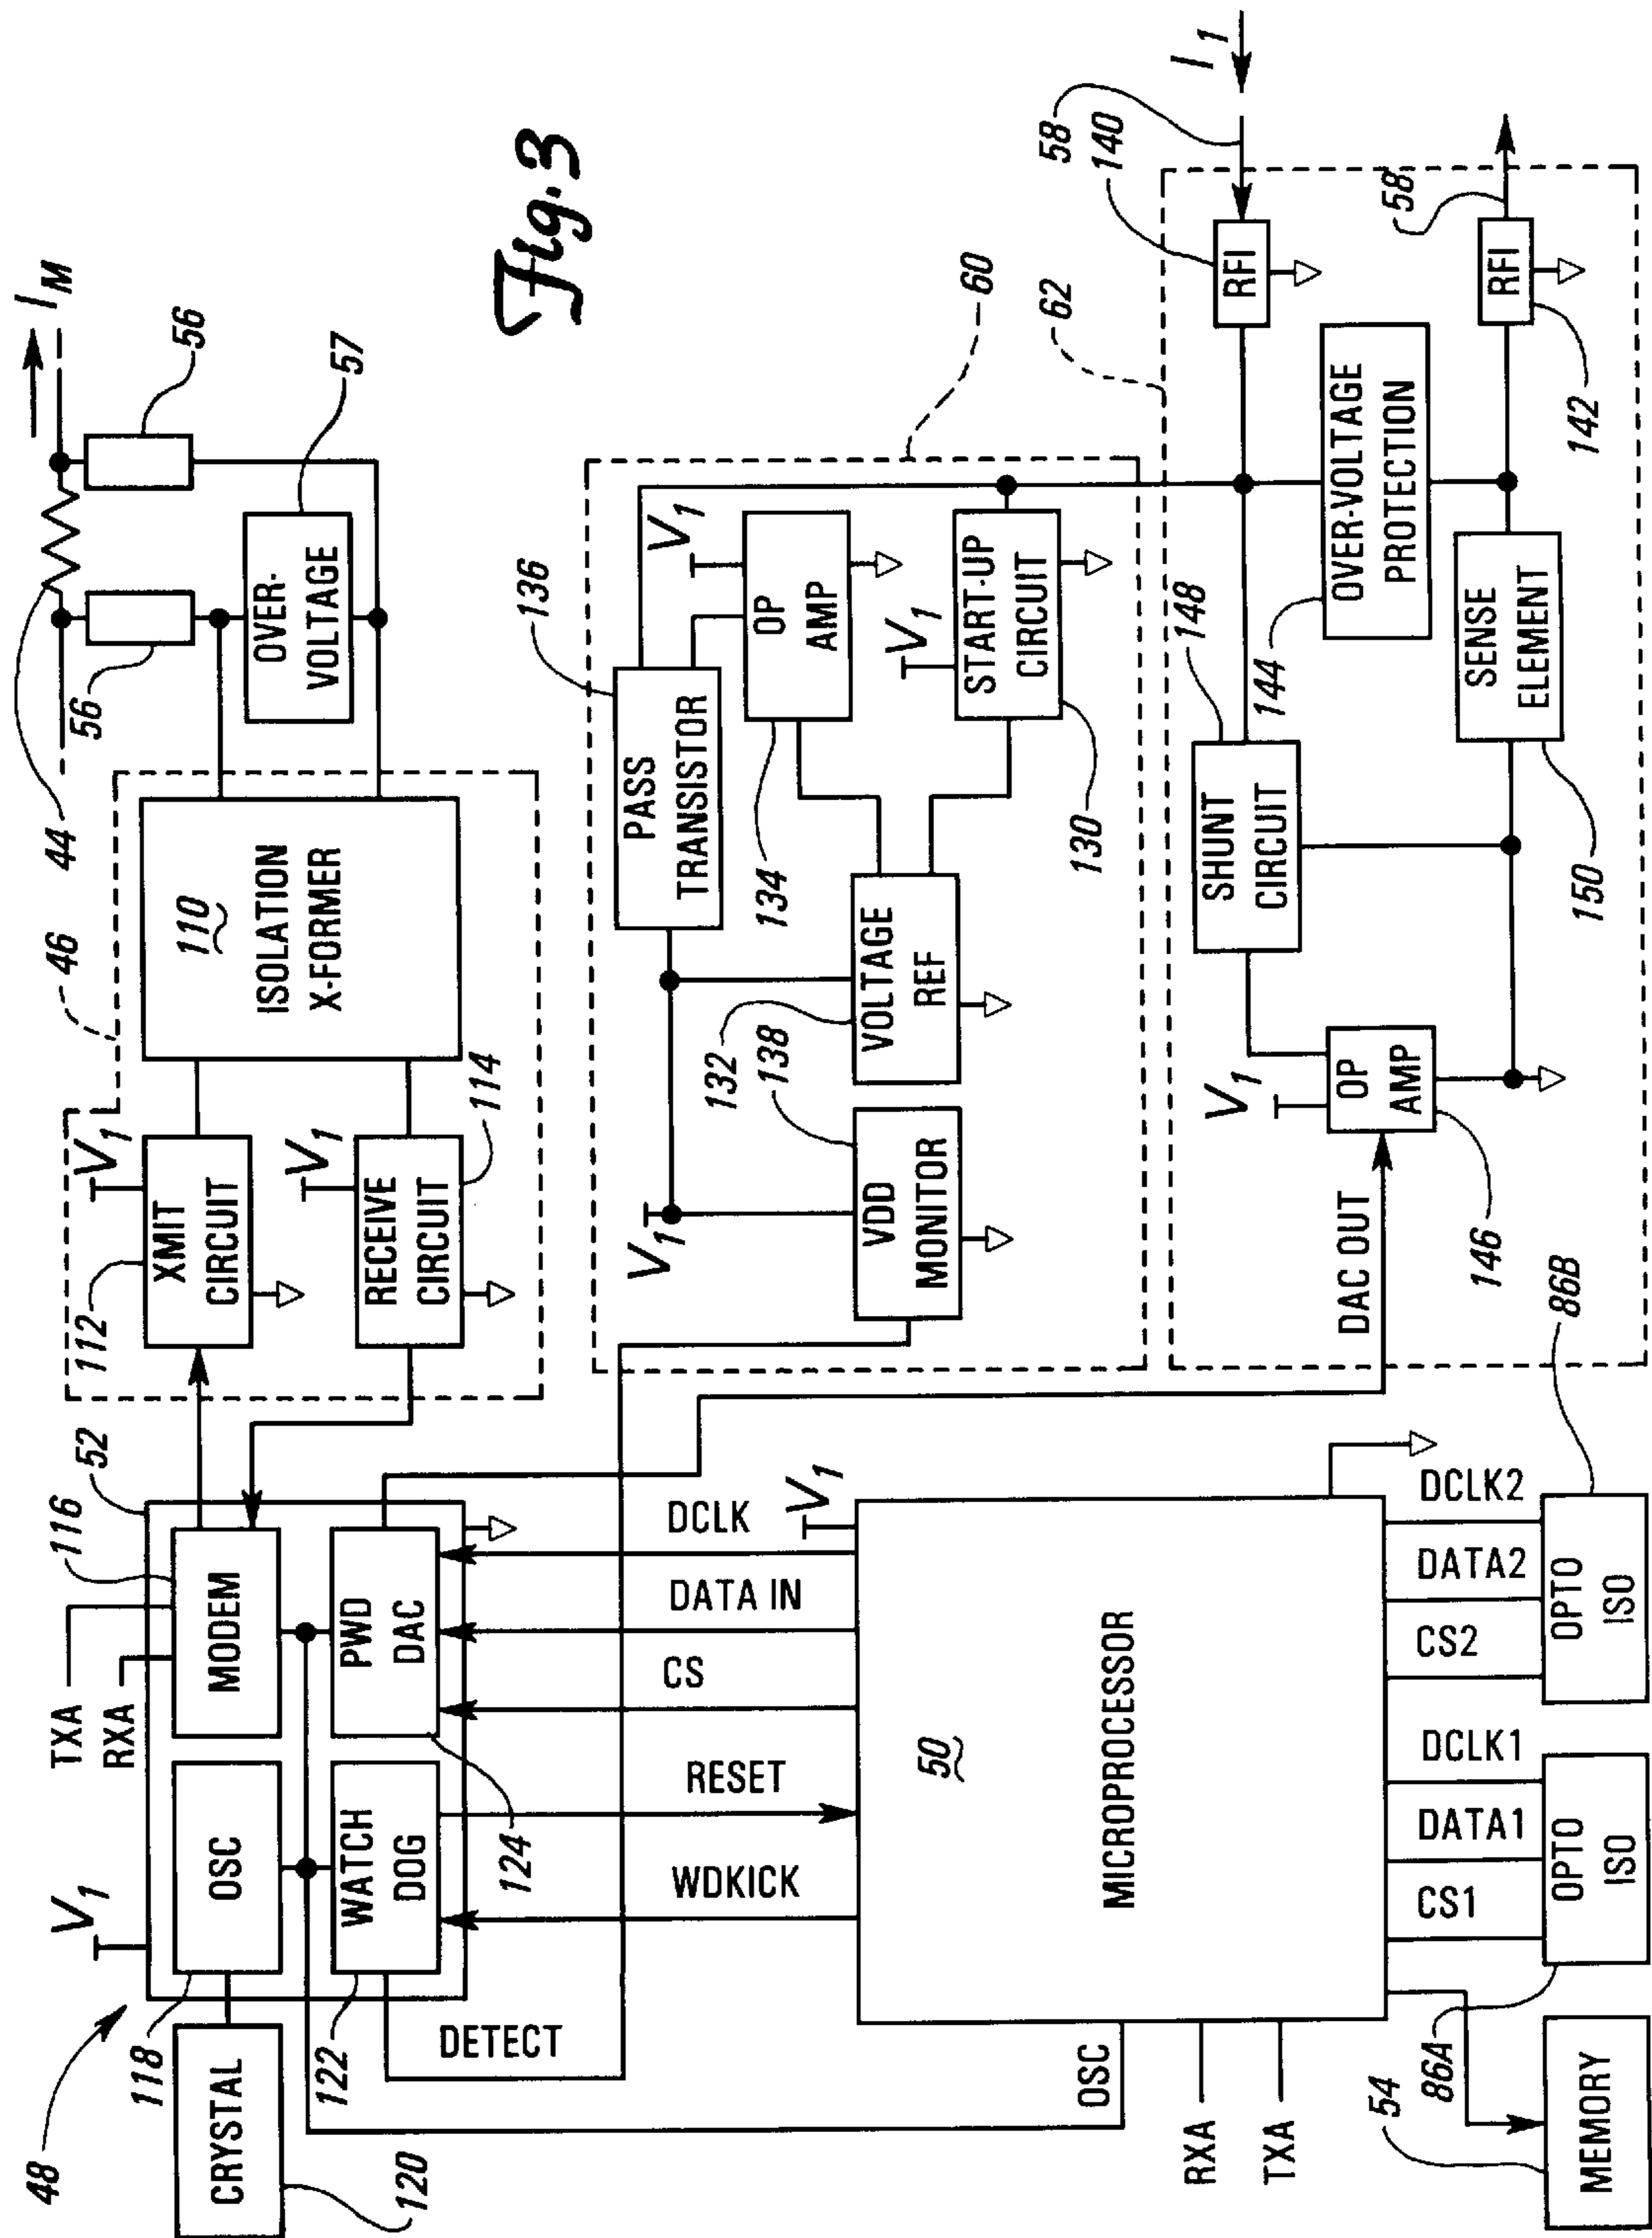 Fig. 3
48
V1
52
116
TXA
RXA
CRYSTAL
120
118
OSC
MODEM
122
WATCH
DOG
124
PWD
DAC
DETECT
46
112
V1
XMIT
CIRCUIT
V1
RECEIVE
CIRCUIT
114
110
ISOLATION
X-FORMER
44
56
56
OVER-
VOLTAGE
57
IM
WDKICK
RESET
CS
DATA IN
DCLK
V1
50
MICROPROCESSOR
OSC
RXA
TXA
54
MEMORY
86A
CS1
DATA1
DCLK1
OPTO
ISO
CS2
DATA2
DCLK2
OPTO
ISO
86B
60
136
PASS
TRANSISTOR
V1
OP
AMP
134
V1
START-UP
CIRCUIT
130
132
VOLTAGE
REF
138
V1
VDD
MONITOR
62
DAC OUT
V1
OP
AMP
146
148
SHUNT
CIRCUIT
144
OVER-VOLTAGE
PROTECTION
SENSE
ELEMENT
150
58
140
RFI
I1
58
RFI
142